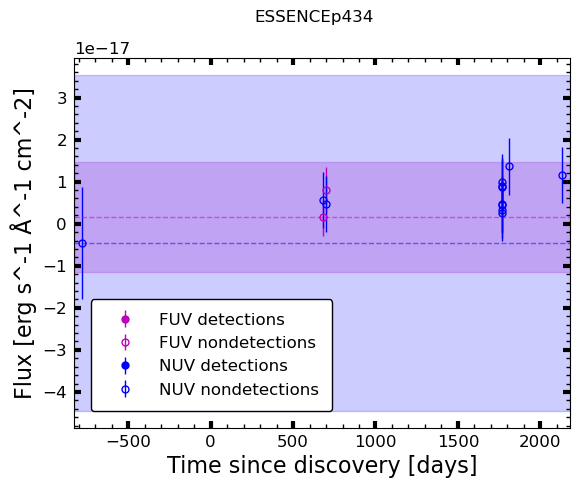 ESSENCEp434
1e−17
Flux [erg s^-1 Å^-1 cm^-2]
3
2
1
0
−1
−2
−3
−4
FUV detections
FUV nondetections
NUV detections
NUV nondetections
−500
0
500
1000
1500
2000
Time since discovery [days]